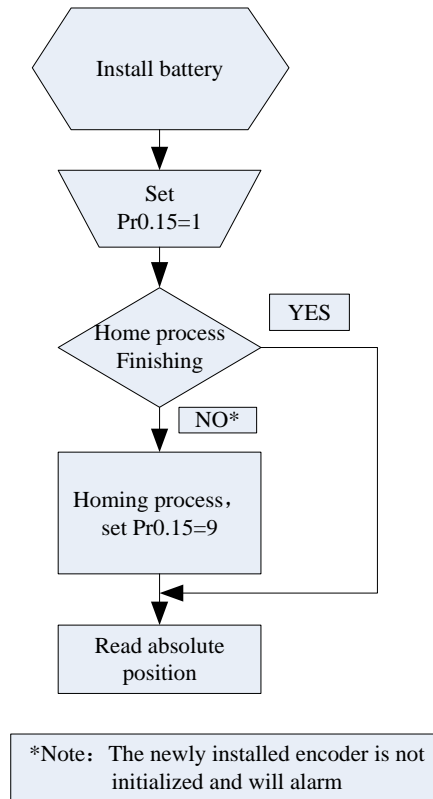 Install battery
Set
Pr0.15=1
Home process
Finishing
YES
NO*
Homing process，
set Pr0.15=9
Read absolute
position
*Note：The newly installed encoder is not
initialized and will alarm